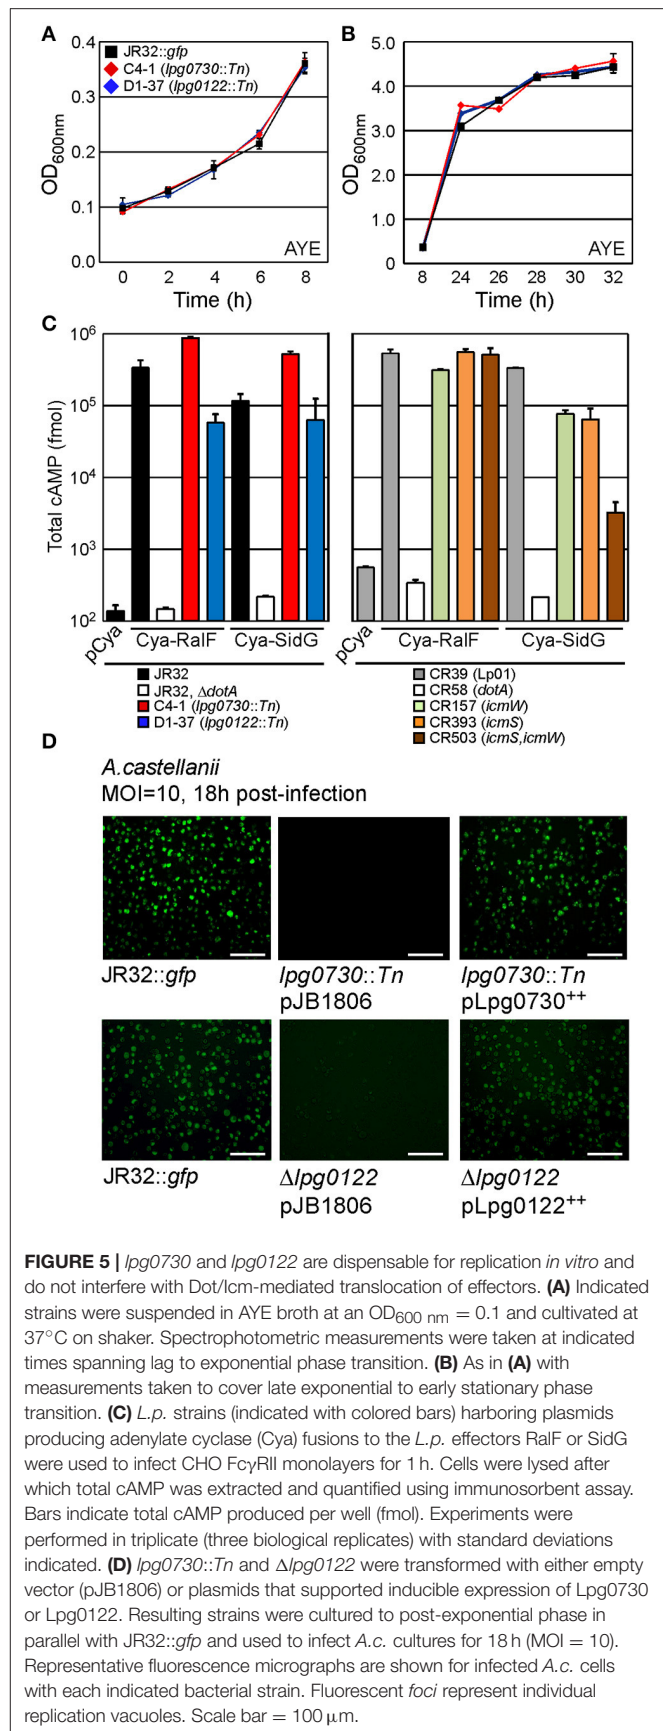 A
B
JR32::gfp
C4-1 (lpg0730::Tn)
D1-37 (lpg0122::Tn)
0.4
0.3
0.2
0.1
0.0
OD600nm
AYE
0 2 4 6 8
Time (h)
5.0
4.0
3.0
2.0
1.0
0
OD600nm
AYE
8 24 26 28 30 32
Time (h)
C
10⁶
10⁵
10⁴
10³
10²
Total cAMP (fmol)
pCya Cya-RalF Cya-SidG
pCya Cya-RalF Cya-SidG
JR32
JR32, ΔdotA
C4-1 (lpg0730::Tn)
D1-37 (lpg0122::Tn)
CR39 (Lp01)
CR58 (dotA)
CR157 (icmW)
CR393 (icmS)
CR503 (icmS,icmW)
D
A.castellanii
MOI=10, 18h post-infection
JR32::gfp
lpg0730::Tn
pJB1806
lpg0730::Tn
pLpg0730⁺⁺
JR32::gfp
Δlpg0122
pJB1806
Δlpg0122
pLpg0122⁺⁺
FIGURE 5 | lpg0730 and lpg0122 are dispensable for replication in vitro and
do not interfere with Dot/Icm-mediated translocation of effectors. (A) Indicated
strains were suspended in AYE broth at an OD600 nm = 0.1 and cultivated at
37°C on shaker. Spectrophotometric measurements were taken at indicated
times spanning lag to exponential phase transition. (B) As in (A) with
measurements taken to cover late exponential to early stationary phase
transition. (C) L.p. strains (indicated with colored bars) harboring plasmids
producing adenylate cyclase (Cya) fusions to the L.p. effectors RalF or SidG
were used to infect CHO FcγRII monolayers for 1 h. Cells were lysed after
which total cAMP was extracted and quantified using immunosorbent assay.
Bars indicate total cAMP produced per well (fmol). Experiments were
performed in triplicate (three biological replicates) with standard deviations
indicated. (D) lpg0730::Tn and Δlpg0122 were transformed with either empty
vector (pJB1806) or plasmids that supported inducible expression of Lpg0730
or Lpg0122. Resulting strains were cultured to post-exponential phase in
parallel with JR32::gfp and used to infect A.c. cultures for 18 h (MOI = 10).
Representative fluorescence micrographs are shown for infected A.c. cells
with each indicated bacterial strain. Fluorescent foci represent individual
replication vacuoles. Scale bar = 100 μm.